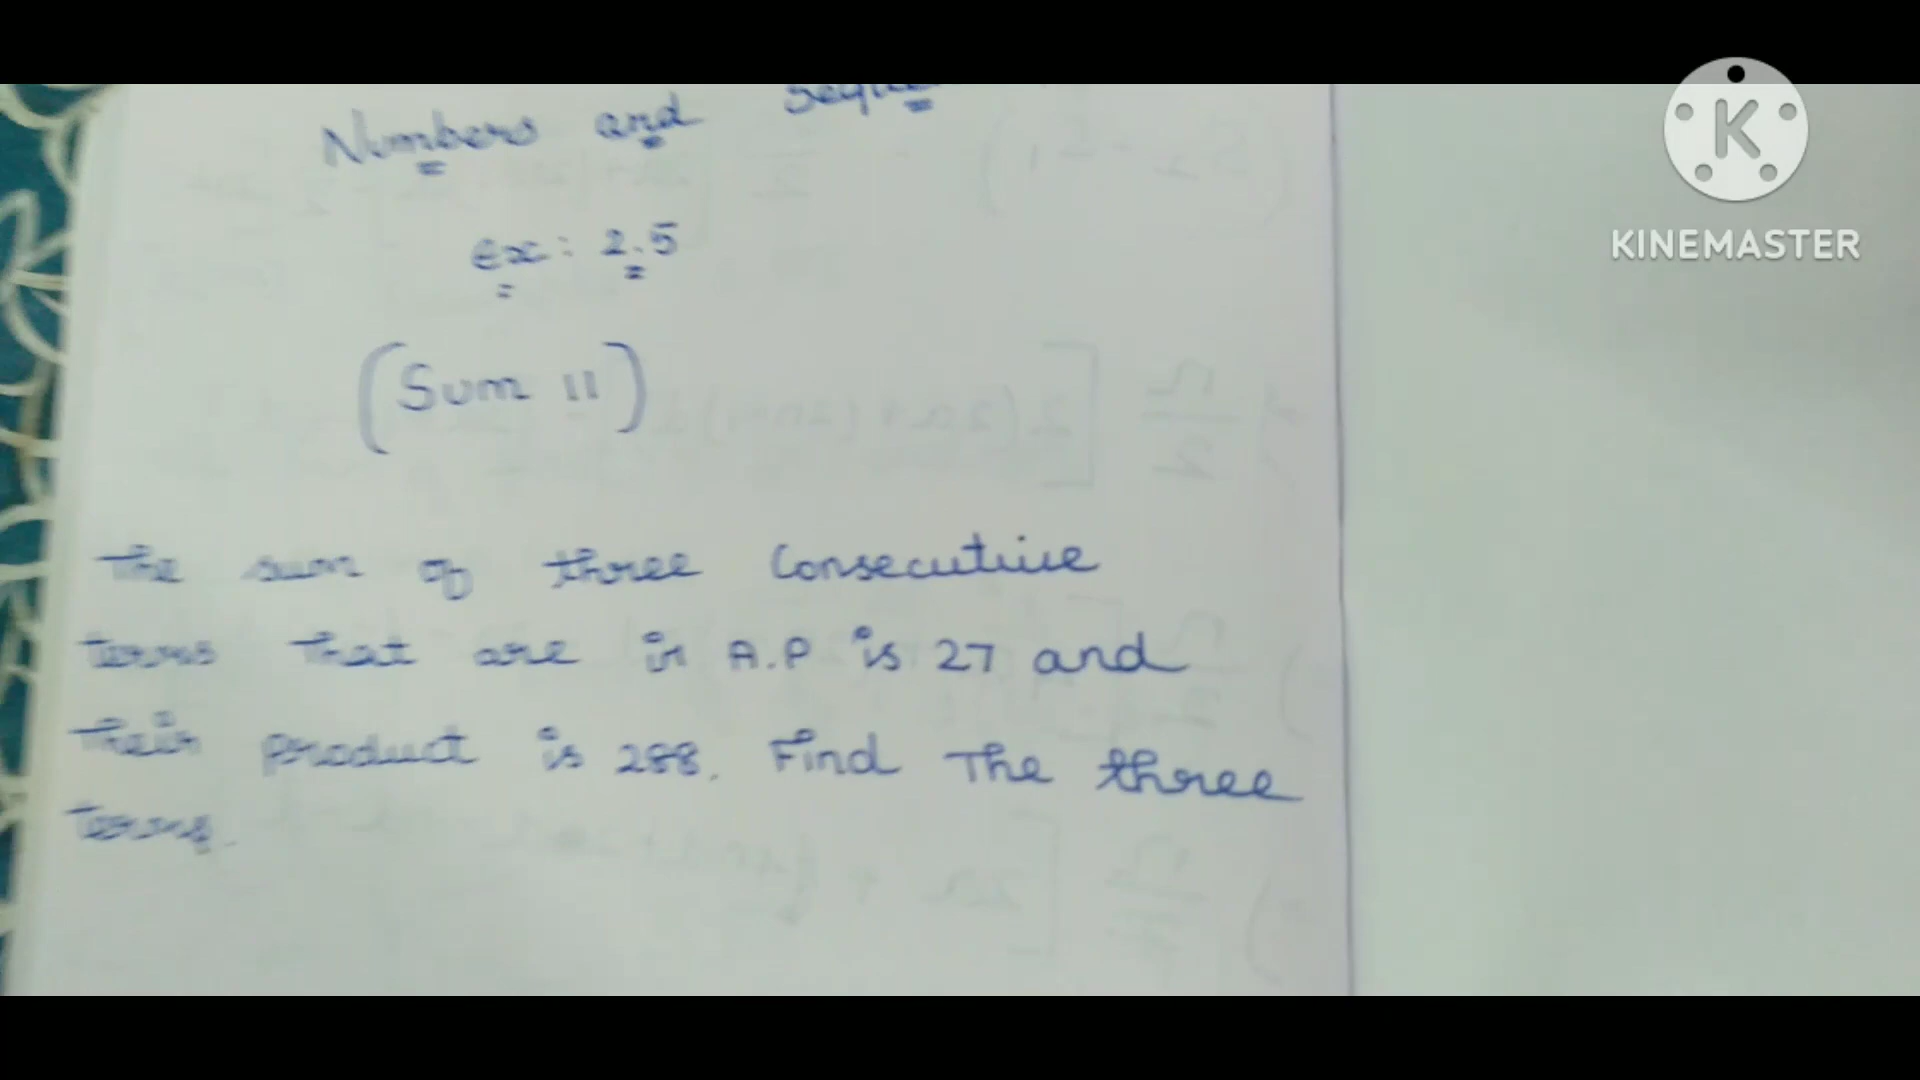 Numbers and Seque
ex: 2.5
(Sum 11)
The sum of three Consecutive
terms that are in A.P is 27 and
their product is 288. Find The three
terms.
K
KINEMASTER